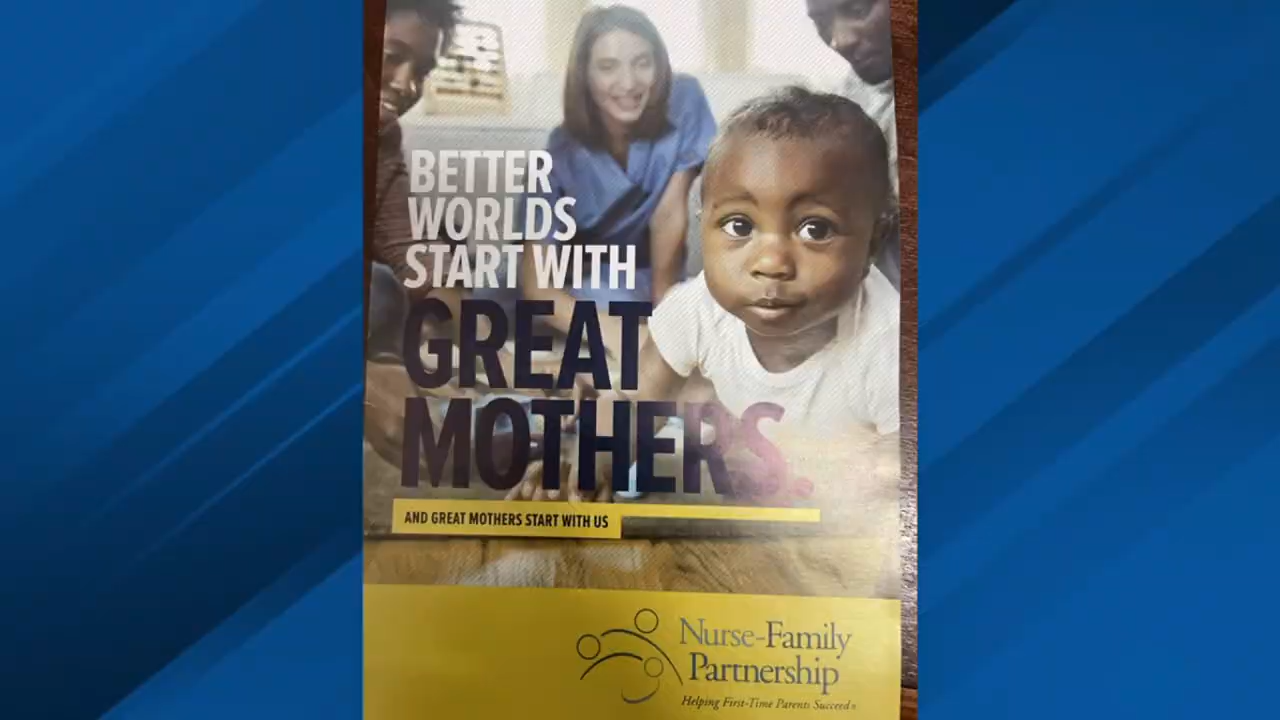 BETTER
WORLDS
START WITH
GREAT
MOTHERS.
AND GREAT MOTHERS START WITH US
Nurse-Family
Partnership
Helping First-Time Parents Succeed®